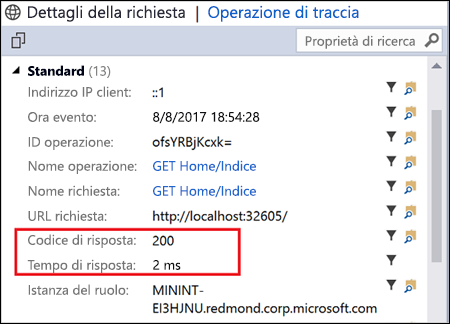 Dettagli della richiesta | Operazione di traccia
Proprietà di ricerca
Standard (13)
Indirizzo IP client: ::1
Ora evento: 8/8/2017 18:54:28
ID operazione: ofsYRBjKcxk=
Nome operazione: GET Home/Indice
Nome richiesta: GET Home/Indice
URL richiesta: http://localhost:32605/
Codice di risposta: 200
Tempo di risposta: 2 ms
Istanza del ruolo: MININT-
EI3HJNU.redmond.corp.microsoft.com